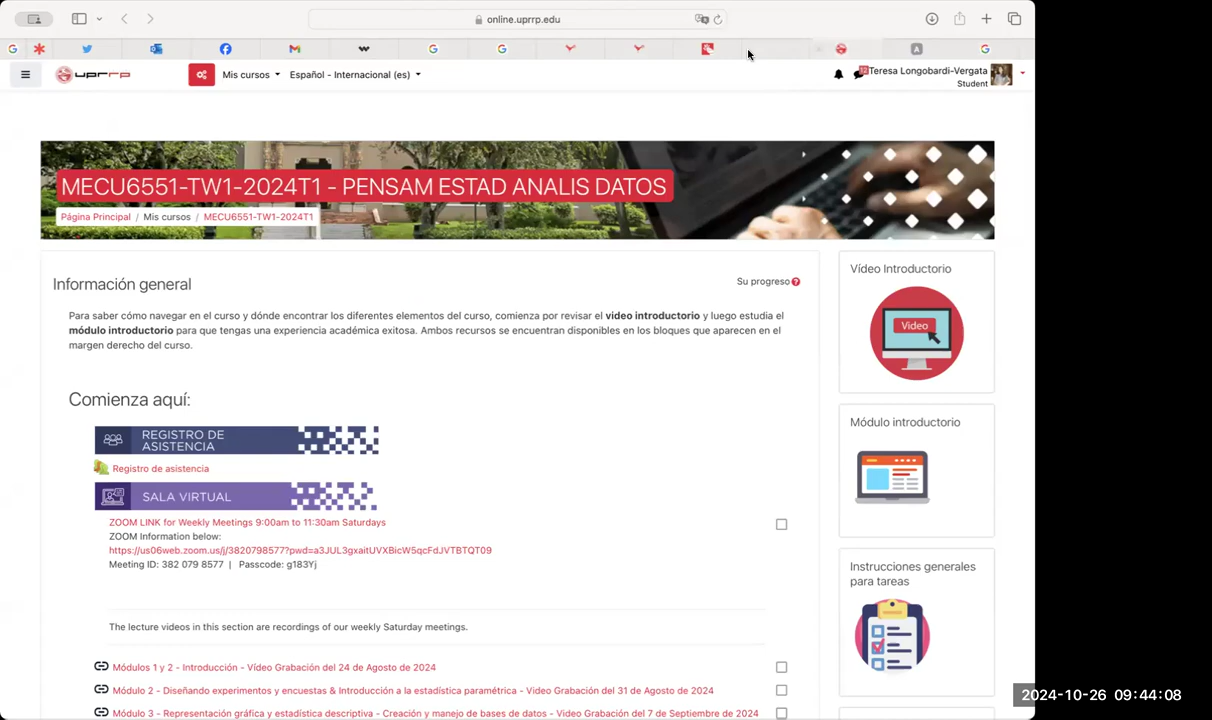 online.uprrp.edu
uprrp
Mis cursos
Español - Internacional (es)
Teresa Longobardi-Vergata
Student
MECU6551-TW1-2024T1 - PENSAM ESTAD ANALIS DATOS
Página Principal / Mis cursos / MECU6551-TW1-2024T1
Información general
Su progreso
Para saber cómo navegar en el curso y dónde encontrar los diferentes elementos del curso, comienza por revisar el video introductorio y luego estudia el
módulo introductorio para que tengas una experiencia académica exitosa. Ambos recursos se encuentran disponibles en los bloques que aparecen en el
margen derecho del curso.
Comienza aquí:
REGISTRO DE
ASISTENCIA
Registro de asistencia
SALA VIRTUAL
ZOOM LINK for Weekly Meetings 9:00am to 11:30am Saturdays
ZOOM Information below:
https://us06web.zoom.us/j/3820798577?pwd=a3JUL3gxaitUVXBicW5qcFdJVTBTQT09
Meeting ID: 382 079 8577 | Passcode: g183Yj
The lecture videos in this section are recordings of our weekly Saturday meetings.
Módulos 1 y 2 - Introducción - Vídeo Grabación del 24 de Agosto de 2024
Módulo 2 - Diseñando experimentos y encuestas & Introducción a la estadística paramétrica - Video Grabación del 31 de Agosto de 2024
Módulo 3 - Representación gráfica y estadística descriptiva - Creación y manejo de bases de datos - Video Grabación del 7 de Septiembre de 2024
Vídeo Introductorio
Video
Módulo introductorio
Instrucciones generales
para tareas
2024-10-26 09:44:08